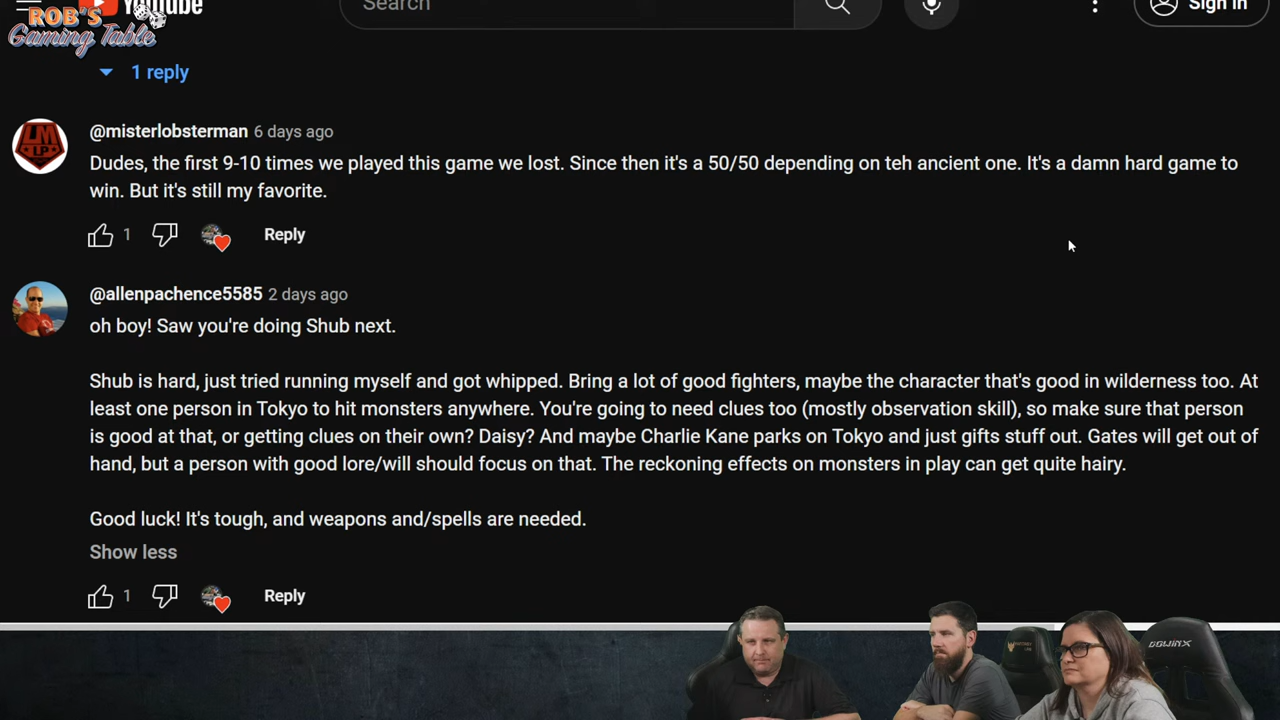 ROB'S
Gaming Table
YouTube
Search
Sign in
1 reply
@misterlobsterman 6 days ago
Dudes, the first 9-10 times we played this game we lost. Since then it's a 50/50 depending on teh ancient one. It's a damn hard game to
win. But it's still my favorite.
1
Reply
@allenpachence5585 2 days ago
oh boy! Saw you're doing Shub next.
Shub is hard, just tried running myself and got whipped. Bring a lot of good fighters, maybe the character that's good in wilderness too. At
least one person in Tokyo to hit monsters anywhere. You're going to need clues too (mostly observation skill), so make sure that person
is good at that, or getting clues on their own? Daisy? And maybe Charlie Kane parks on Tokyo and just gifts stuff out. Gates will get out of
hand, but a person with good lore/will should focus on that. The reckoning effects on monsters in play can get quite hairy.
Good luck! It's tough, and weapons and/spells are needed.
Show less
1
Reply
LM
LP
DOWINX